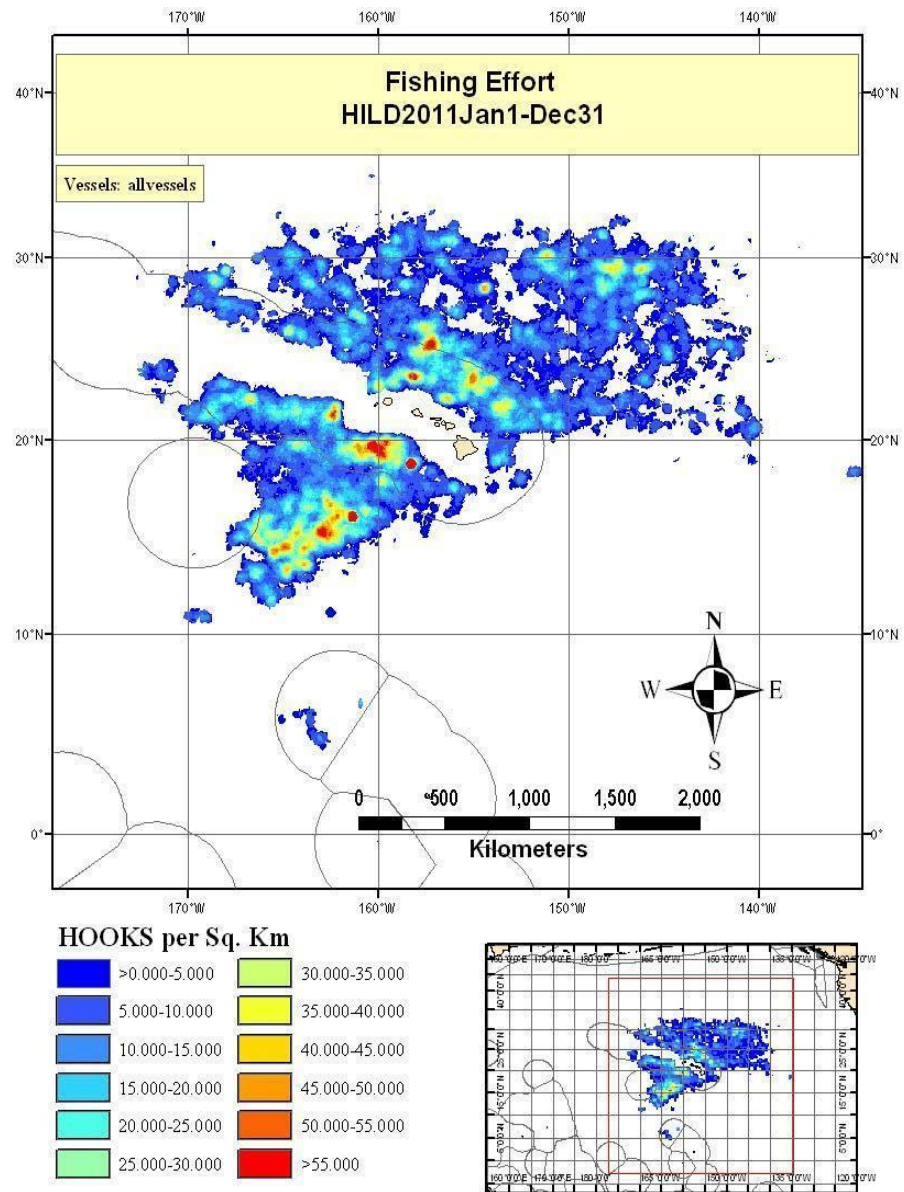 170°W 160°W 150°W 140°W
Fishing Effort
HILD2011Jan1-Dec31
Vessels: allvessels
40°N 40°N
30°N 30°N
20°N 20°N
10°N 10°N
0° 0°
N
W E
S
0 500 1,000 1,500 2,000
Kilometers
170°W 160°W 150°W 140°W
HOOKS per Sq. Km
>0.000-5.000 30.000-35.000
5.000-10.000 35.000-40.000
10.000-15.000 40.000-45.000
15.000-20.000 45.000-50.000
20.000-25.000 50.000-55.000
25.000-30.000 >55.000